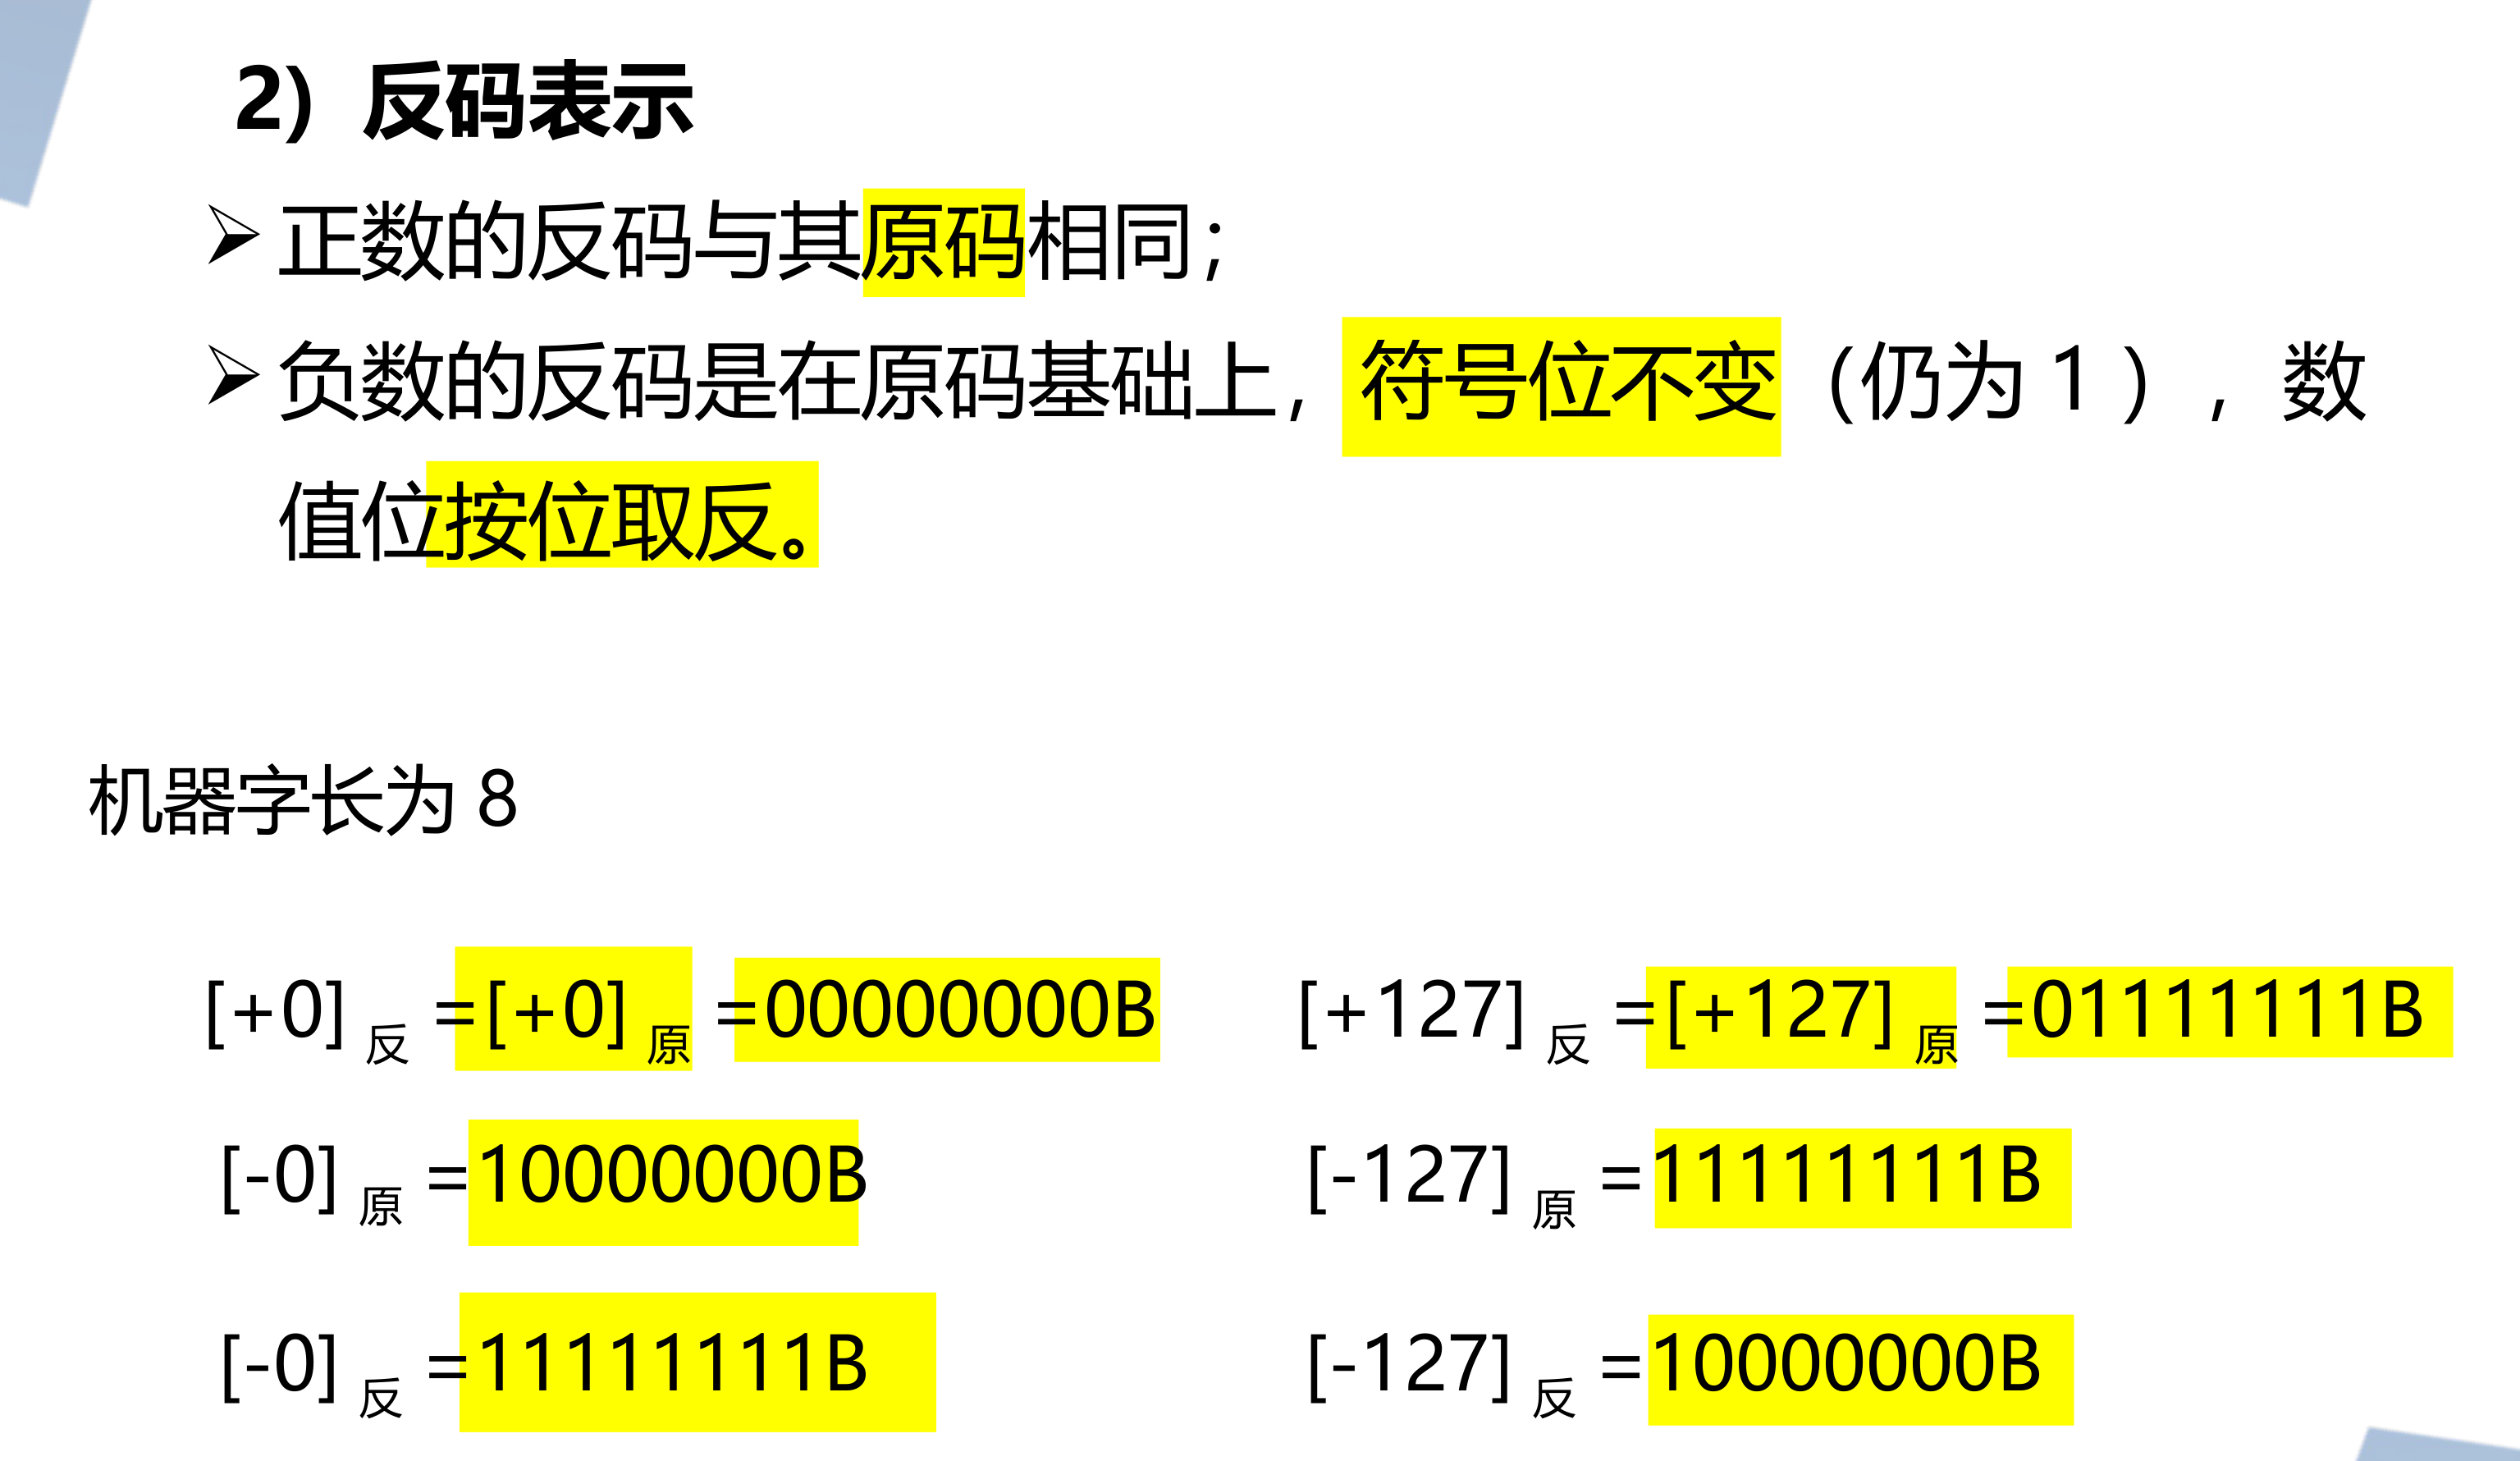 2) 反码表示
正数的反码与其原码相同；
负数的反码是在原码基础上，符号位不变（仍为1），数
值位按位取反。
机器字长为8
[+0]反 =[+0]原 =00000000B
[+127]反 =[+127]原 =01111111B
[-0]原 =10000000B
[-127]原 =11111111B
[-0]反 =11111111B
[-127]反 =10000000B